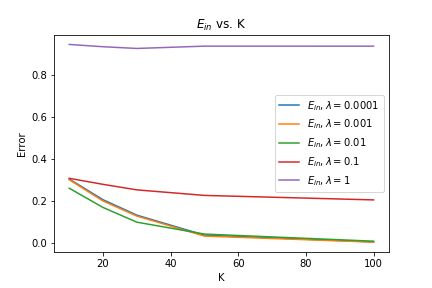 E_in vs. K
Error
0.8
0.6
0.4
0.2
0.0
E_in, λ = 0.0001
E_in, λ = 0.001
E_in, λ = 0.01
E_in, λ = 0.1
E_in, λ = 1
20 40 60 80 100
K